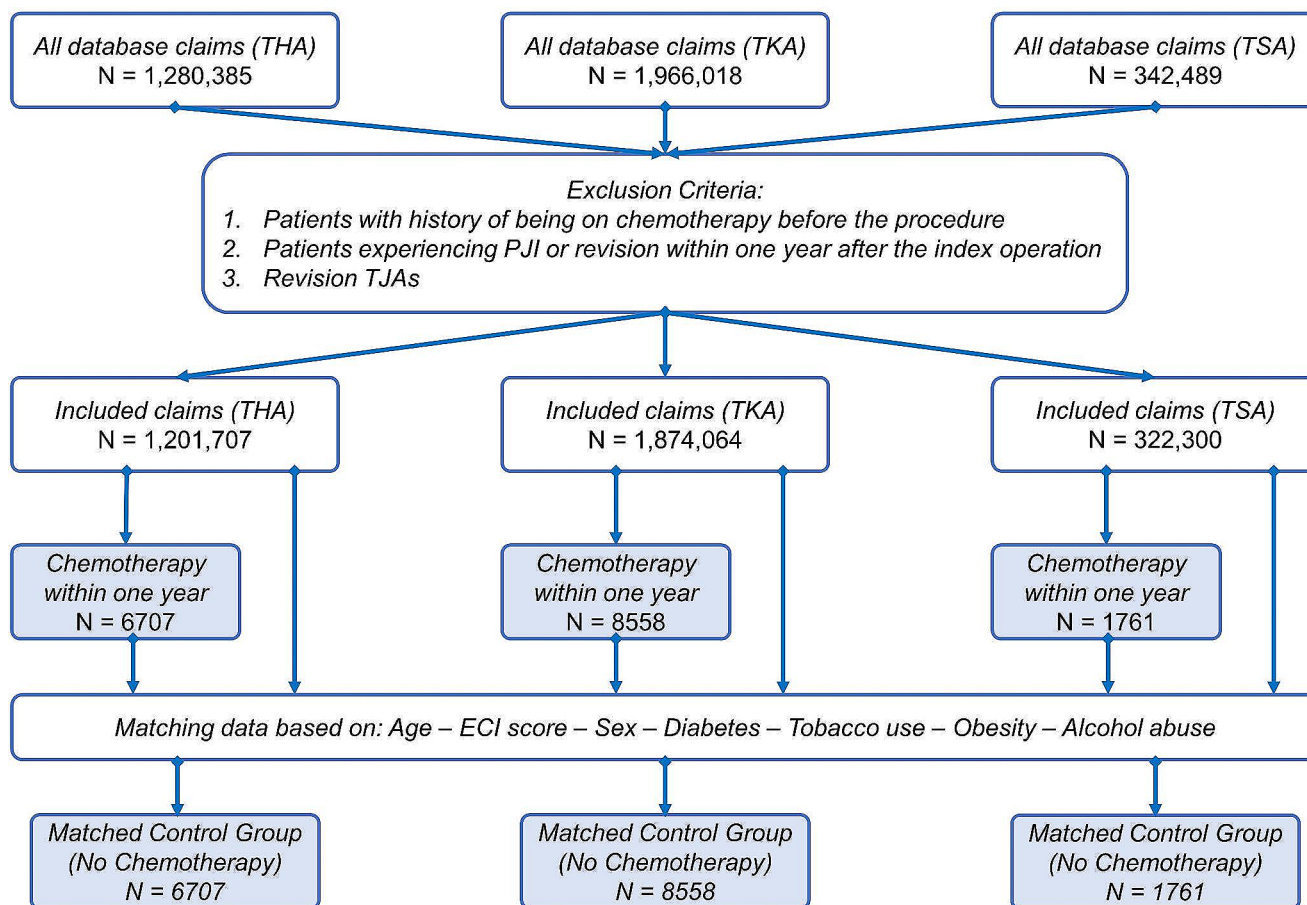 All database claims (THA)
N = 1,280,385
All database claims (TKA)
N = 1,966,018
All database claims (TSA)
N = 342,489
Exclusion Criteria:
1. Patients with history of being on chemotherapy before the procedure
2. Patients experiencing PJI or revision within one year after the index operation
3. Revision TJAs
Included claims (THA)
N = 1,201,707
Included claims (TKA)
N = 1,874,064
Included claims (TSA)
N = 322,300
Chemotherapy
within one year
N = 6707
Chemotherapy
within one year
N = 8558
Chemotherapy
within one year
N = 1761
Matching data based on: Age – ECI score – Sex – Diabetes – Tobacco use – Obesity – Alcohol abuse
Matched Control Group
(No Chemotherapy)
N = 6707
Matched Control Group
(No Chemotherapy)
N = 8558
Matched Control Group
(No Chemotherapy)
N = 1761